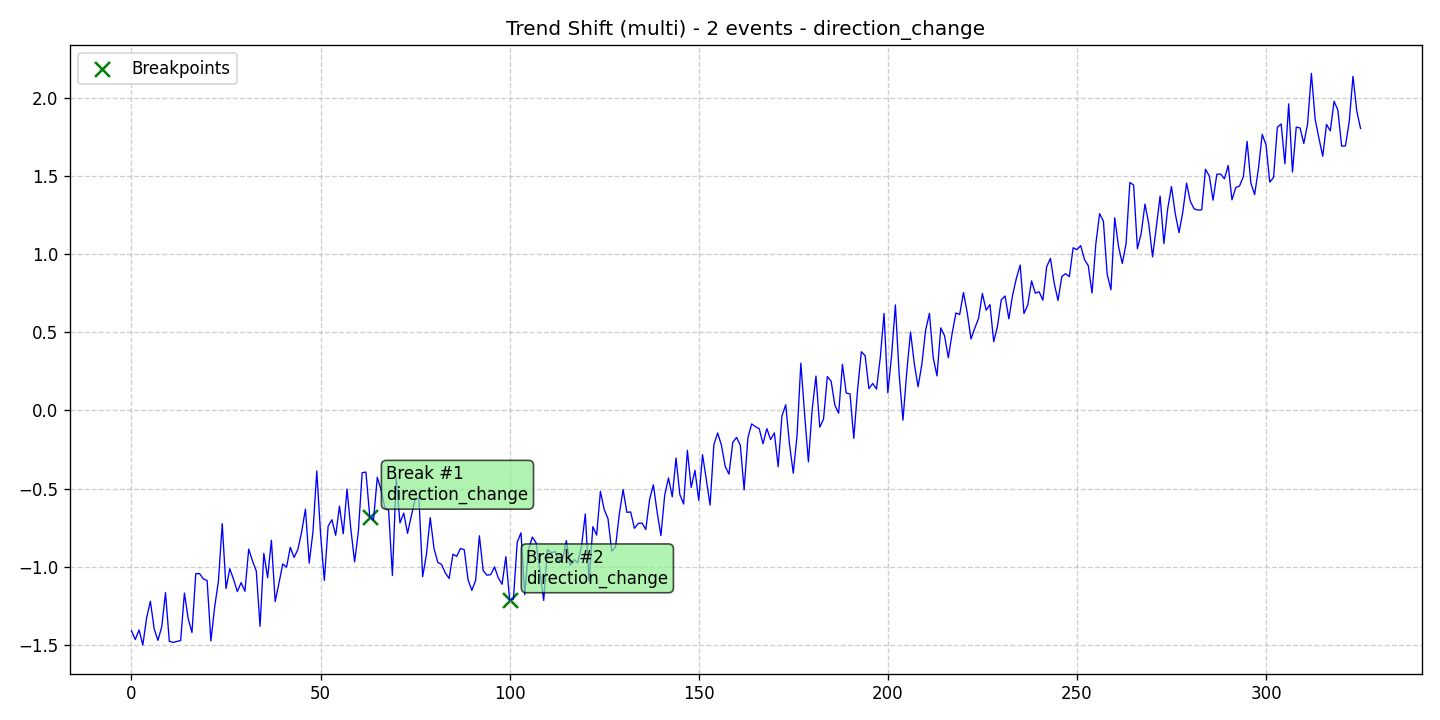 Trend Shift (multi) - 2 events - direction_change
Breakpoints
2.0
1.5
1.0
0.5
0.0
−0.5
−1.0
−1.5
Break #1
direction_change
Break #2
direction_change
0
50
100
150
200
250
300